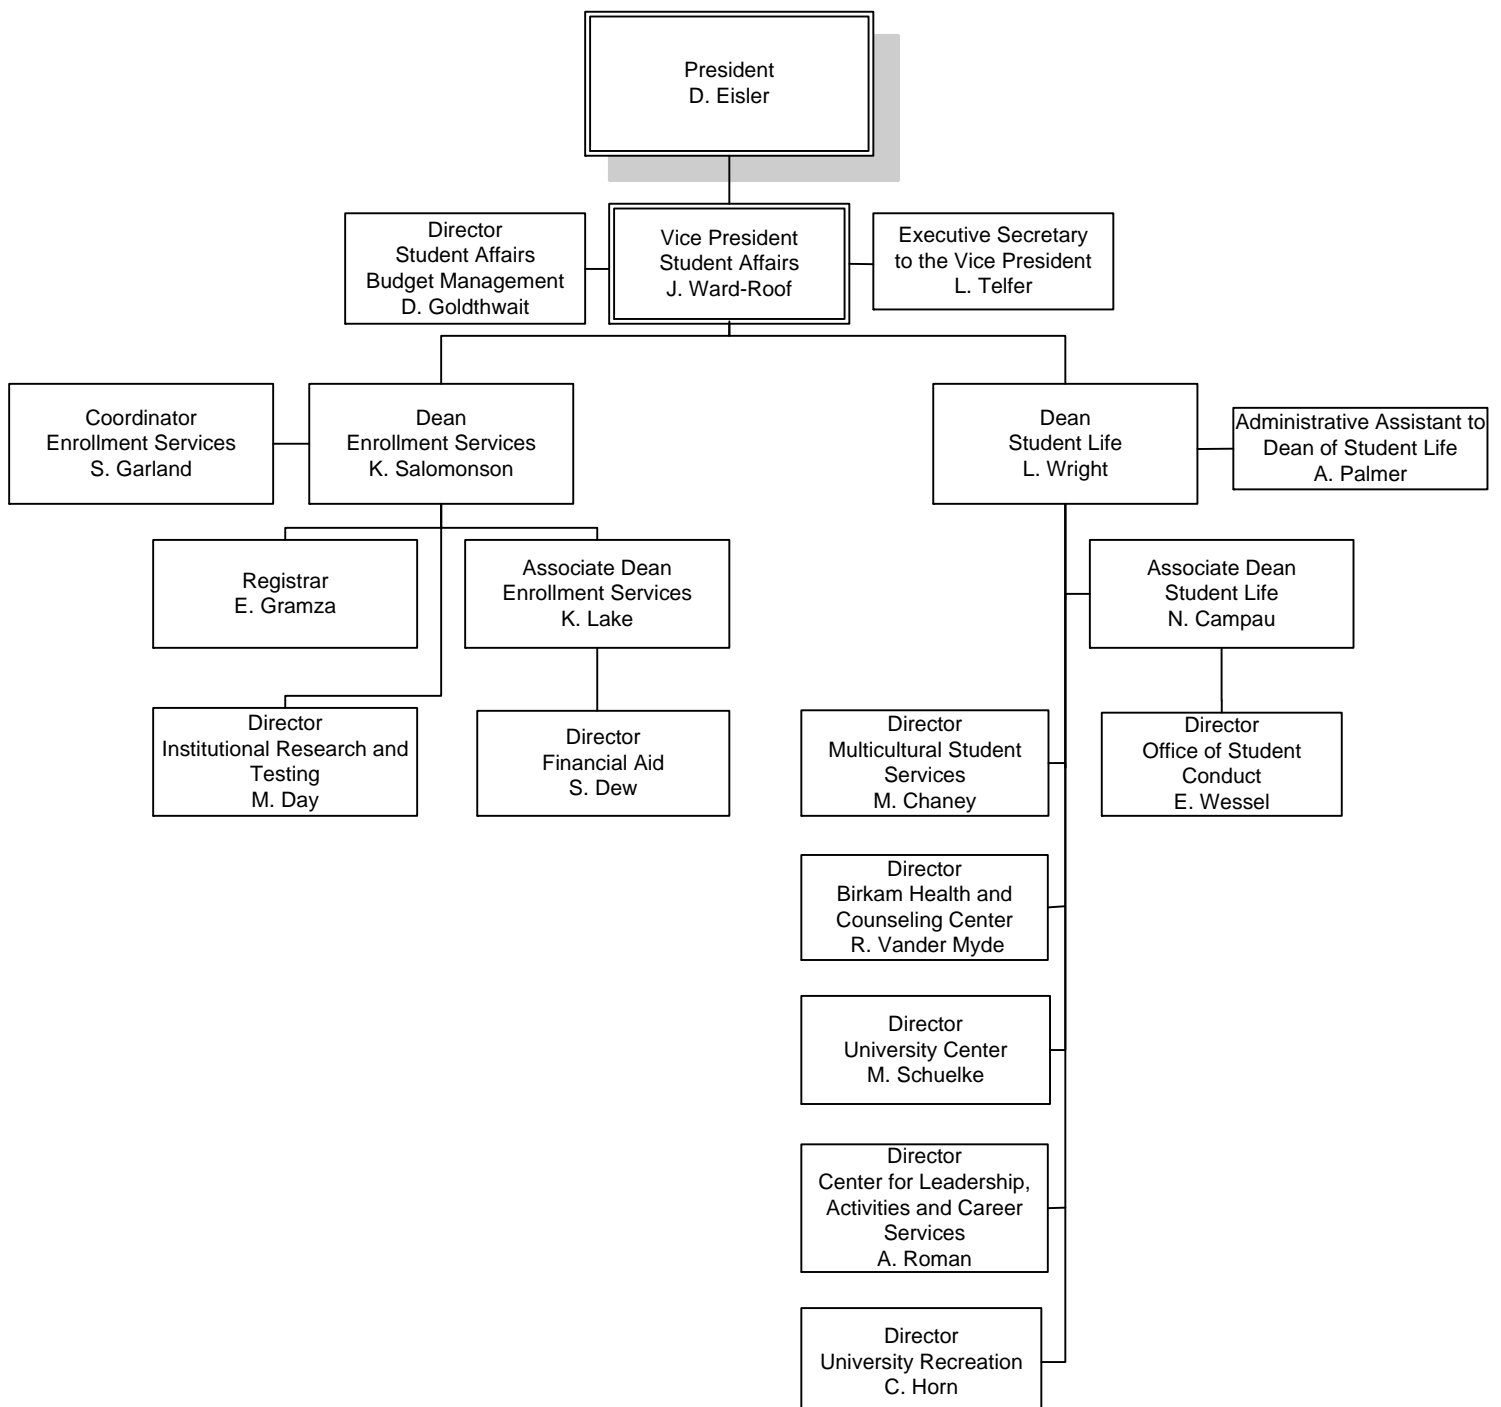 President
D. Eisler
Director
Student Affairs
Budget Management
D. Goldthwait
Vice President
Student Affairs
J. Ward-Roof
Executive Secretary
to the Vice President
L. Telfer
Coordinator
Enrollment Services
S. Garland
Dean
Enrollment Services
K. Salomonson
Dean
Student Life
L. Wright
Administrative Assistant to
Dean of Student Life
A. Palmer
Registrar
E. Gramza
Associate Dean
Enrollment Services
K. Lake
Associate Dean
Student Life
N. Campau
Director
Institutional Research and
Testing
M. Day
Director
Financial Aid
S. Dew
Director
Multicultural Student
Services
M. Chaney
Director
Office of Student
Conduct
E. Wessel
Director
Birkam Health and
Counseling Center
R. Vander Myde
Director
University Center
M. Schuelke
Director
Center for Leadership,
Activities and Career
Services
A. Roman
Director
University Recreation
C. Horn